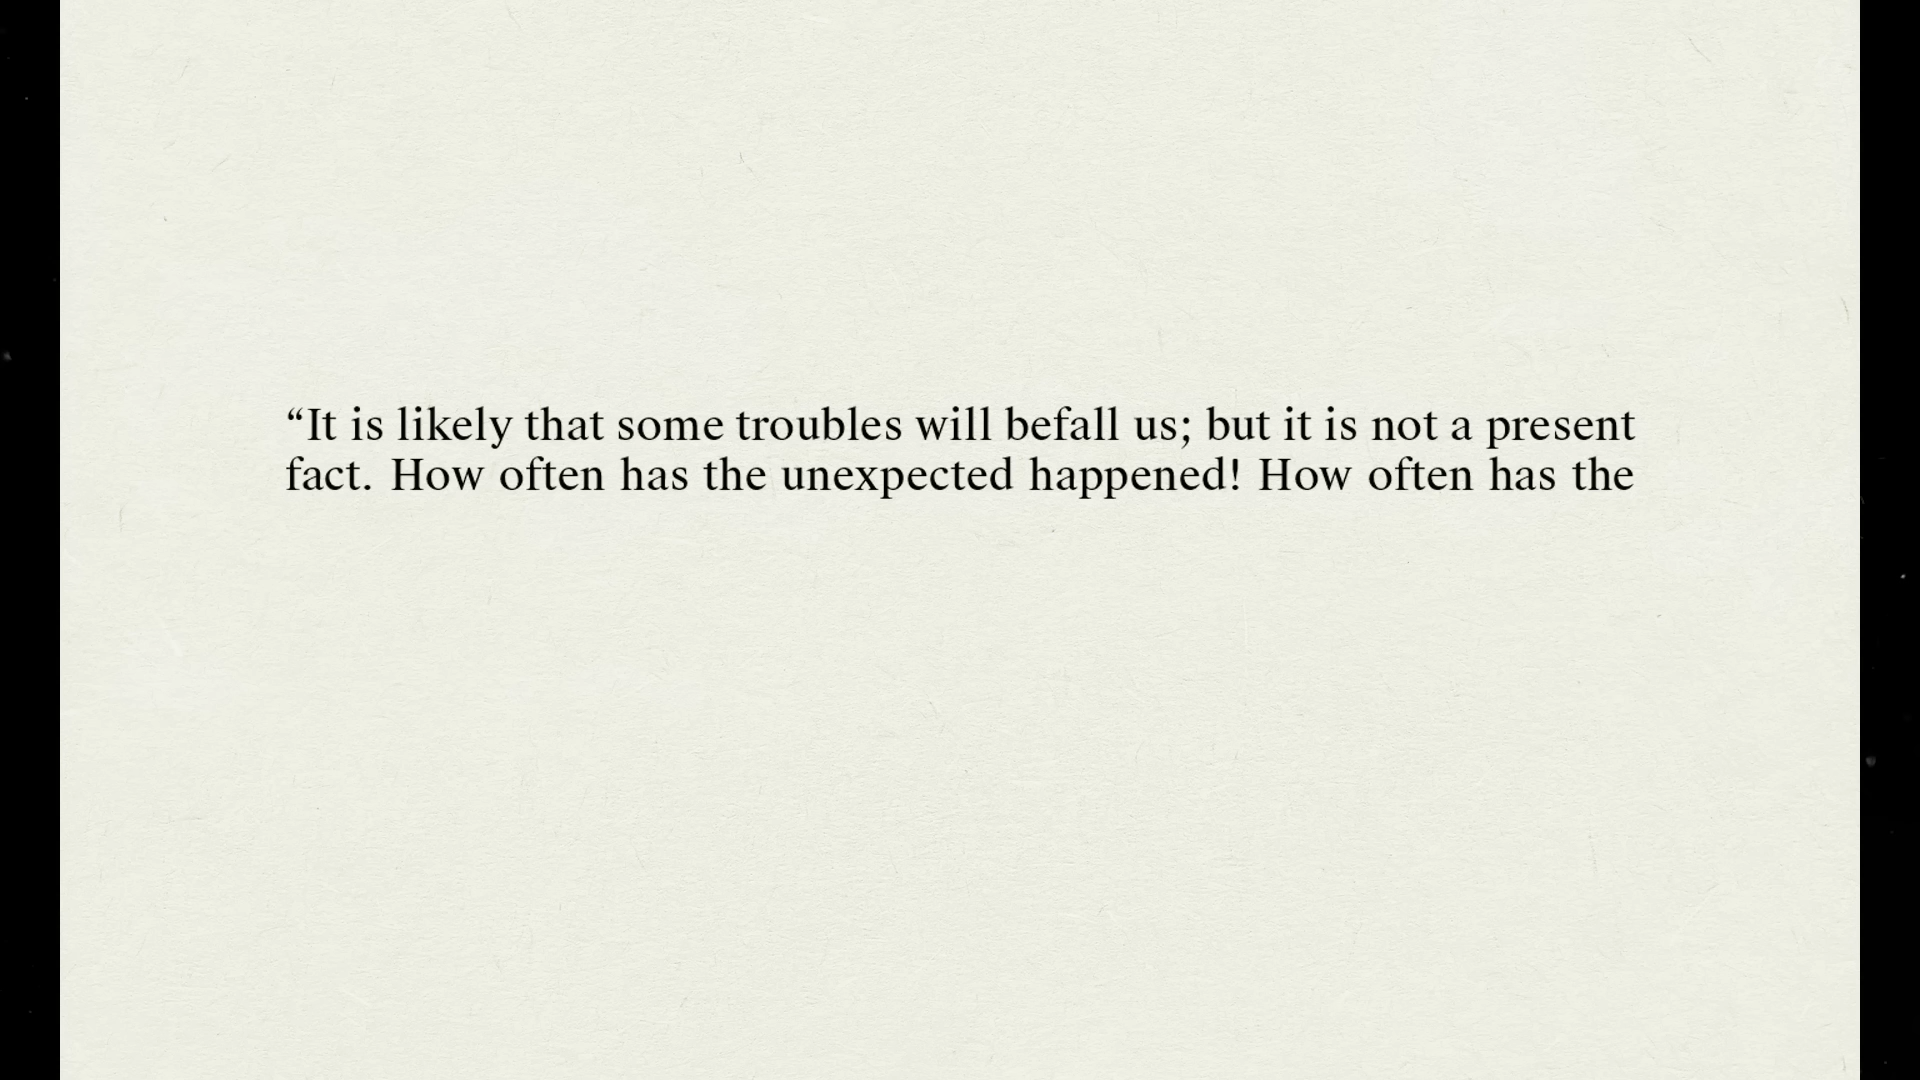 “It is likely that some troubles will befall us; but it is not a present
fact. How often has the unexpected happened! How often has the